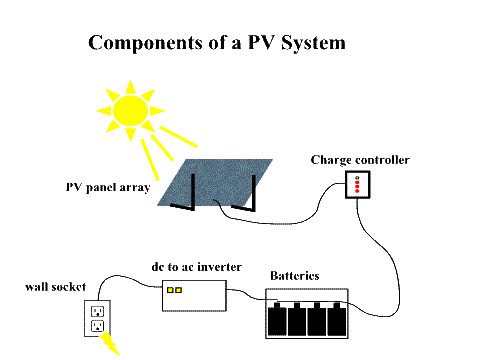 Components of a PV System
Charge controller
PV panel array
dc to ac inverter
Batteries
wall socket